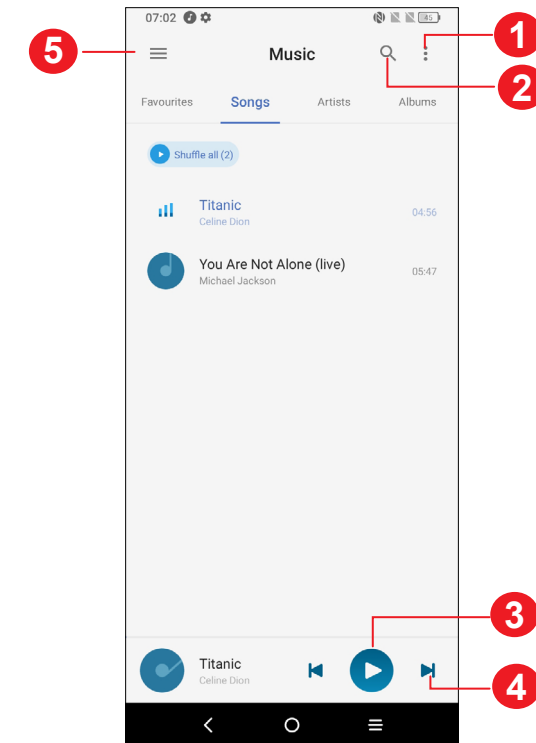 07:02 45
1
5 Music
2
Favourites Songs Artists Albums
Shuffle all (2)
Titanic 04:56
Celine Dion
You Are Not Alone (live) 05:47
Michael Jackson
3
Titanic
Celine Dion
4